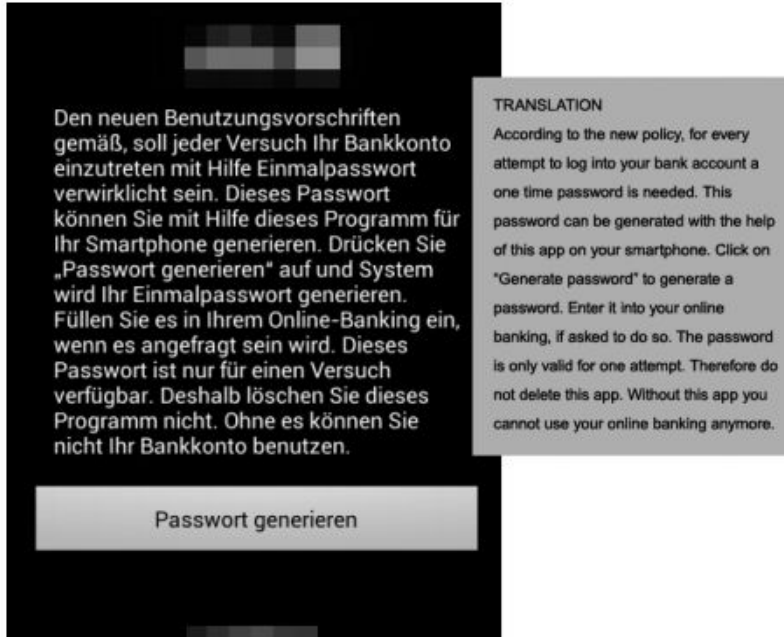 Den neuen Benutzungsvorschriften
gemäß, soll jeder Versuch Ihr Bankkonto
einzutreten mit Hilfe Einmalpasswort
verwirklicht sein. Dieses Passwort
können Sie mit Hilfe dieses Programm für
Ihr Smartphone generieren. Drücken Sie
„Passwort generieren“ auf und System
wird Ihr Einmalpasswort generieren.
Füllen Sie es in Ihrem Online-Banking ein,
wenn es angefragt sein wird. Dieses
Passwort ist nur für einen Versuch
verfügbar. Deshalb löschen Sie dieses
Programm nicht. Ohne es können Sie
nicht Ihr Bankkonto benutzen.
Passwort generieren
TRANSLATION
According to the new policy, for every
attempt to log into your bank account a
one time password is needed. This
password can be generated with the help
of this app on your smartphone. Click on
"Generate password" to generate a
password. Enter it into your online
banking, if asked to do so. The password
is only valid for one attempt. Therefore do
not delete this app. Without this app you
cannot use your online banking anymore.